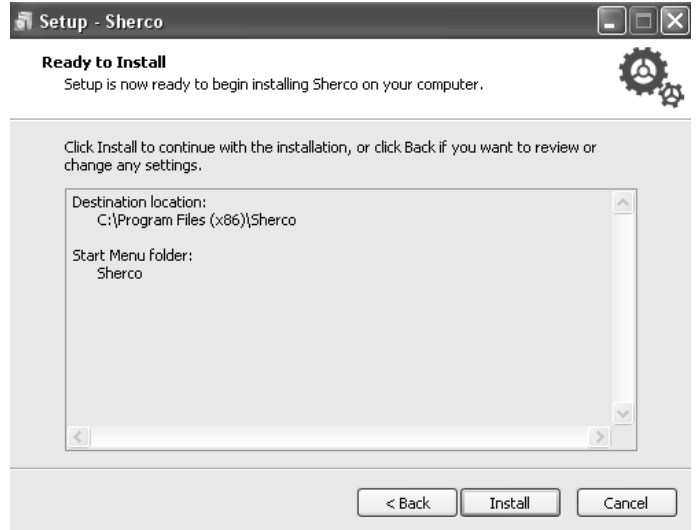 Setup - Sherco
Ready to Install
Setup is now ready to begin installing Sherco on your computer.
Click Install to continue with the installation, or click Back if you want to review or
change any settings.
Destination location:
C:\Program Files (x86)\Sherco
Start Menu folder:
Sherco
< Back
Install
Cancel